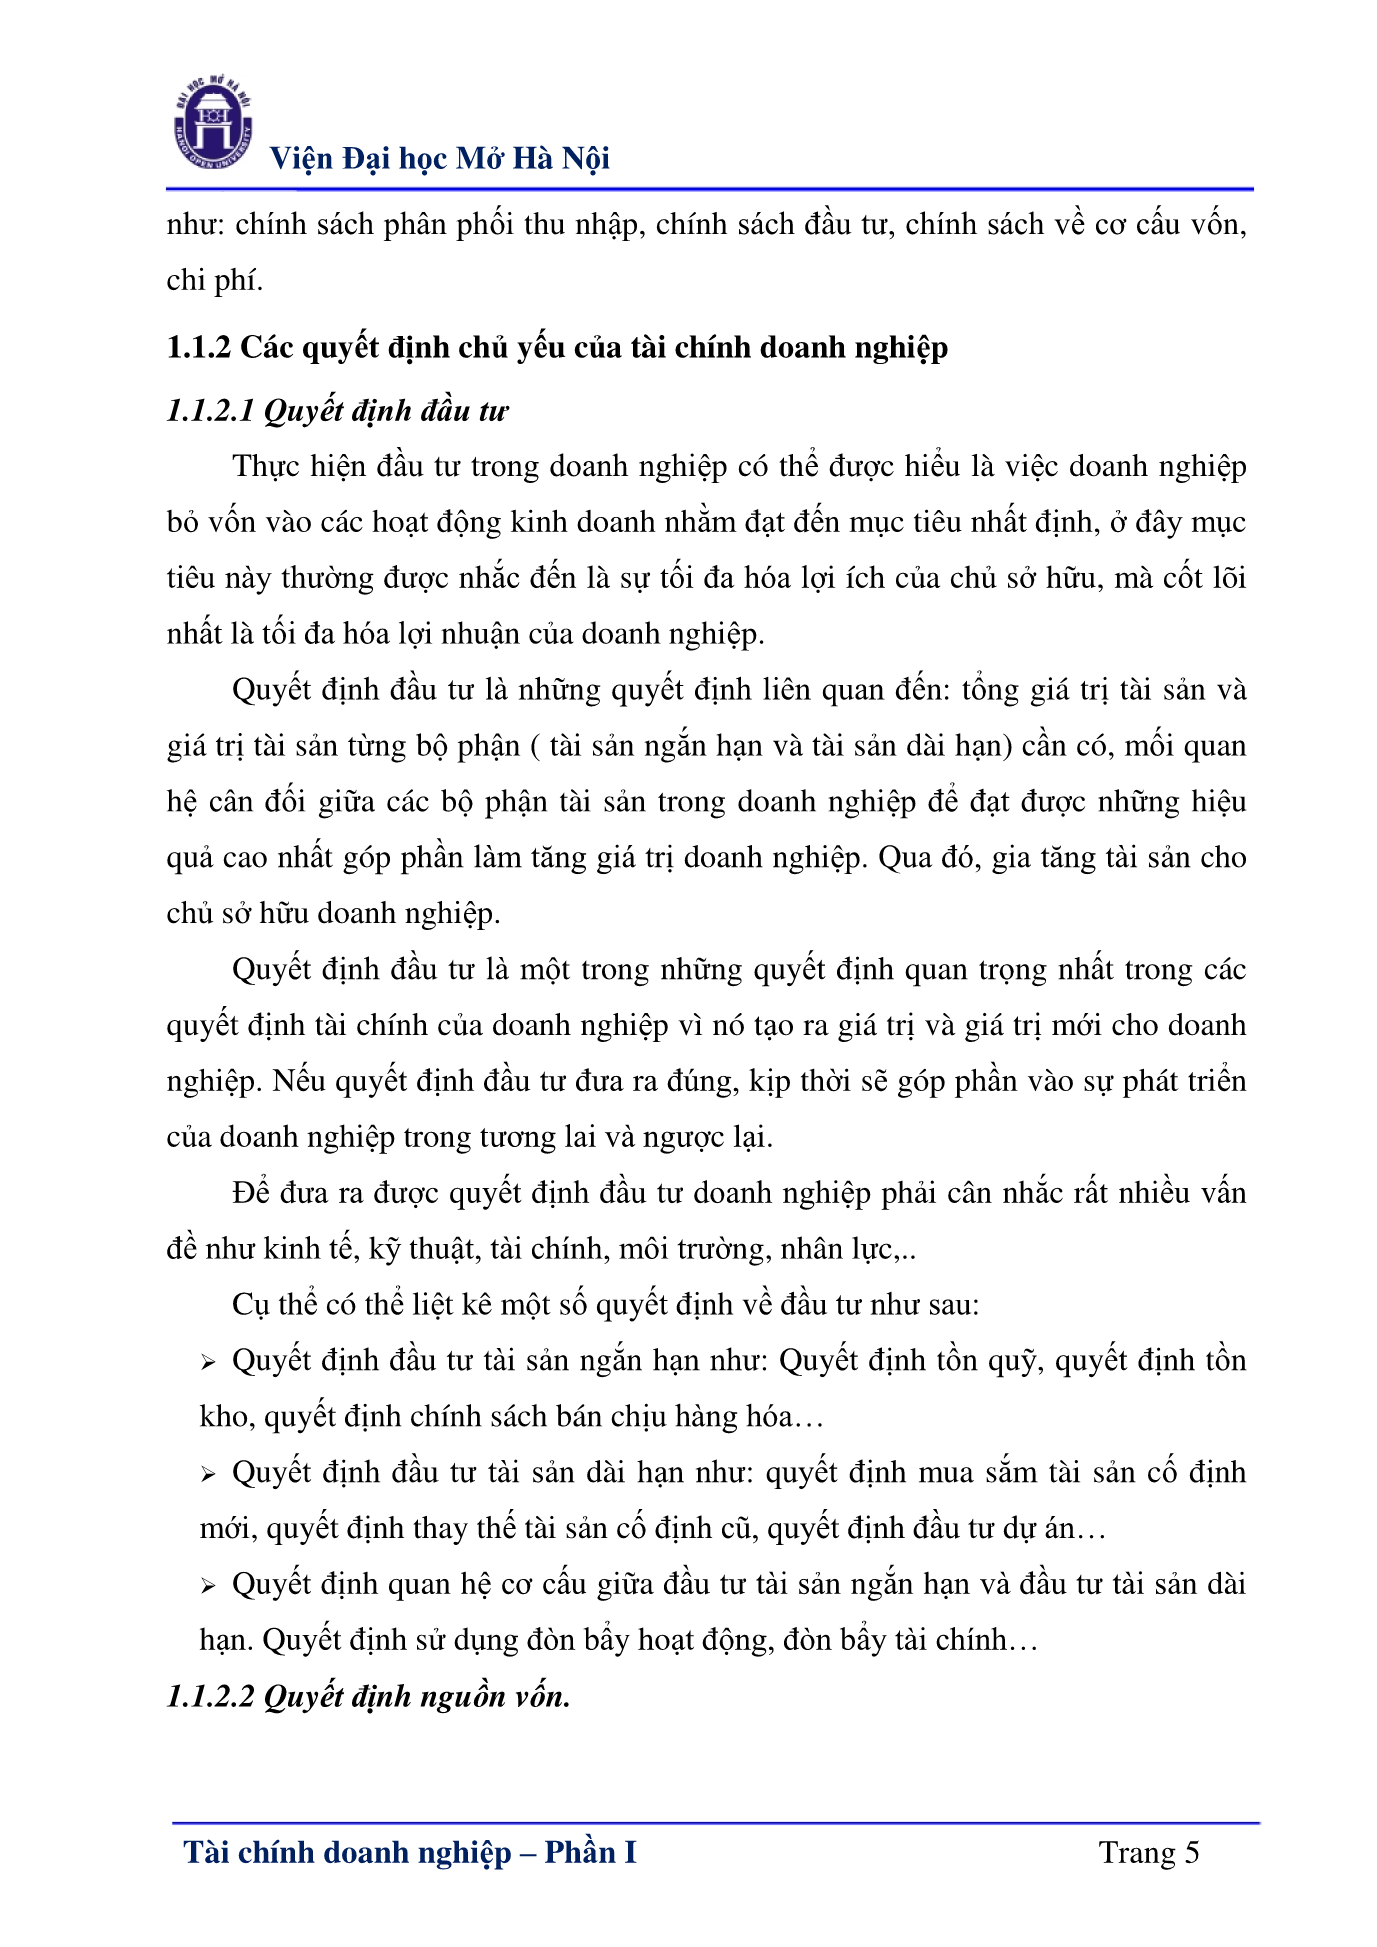 ĐẠI HỌC MỞ HÀ NỘI
HANOI OPEN UNIVERSITY
Viện Đại học Mở Hà Nội
như: chính sách phân phối thu nhập, chính sách đầu tư, chính sách về cơ cấu vốn,
chi phí.
1.1.2 Các quyết định chủ yếu của tài chính doanh nghiệp
1.1.2.1 Quyết định đầu tư
Thực hiện đầu tư trong doanh nghiệp có thể được hiểu là việc doanh nghiệp
bỏ vốn vào các hoạt động kinh doanh nhằm đạt đến mục tiêu nhất định, ở đây mục
tiêu này thường được nhắc đến là sự tối đa hóa lợi ích của chủ sở hữu, mà cốt lõi
nhất là tối đa hóa lợi nhuận của doanh nghiệp.
Quyết định đầu tư là những quyết định liên quan đến: tổng giá trị tài sản và
giá trị tài sản từng bộ phận ( tài sản ngắn hạn và tài sản dài hạn) cần có, mối quan
hệ cân đối giữa các bộ phận tài sản trong doanh nghiệp để đạt được những hiệu
quả cao nhất góp phần làm tăng giá trị doanh nghiệp. Qua đó, gia tăng tài sản cho
chủ sở hữu doanh nghiệp.
Quyết định đầu tư là một trong những quyết định quan trọng nhất trong các
quyết định tài chính của doanh nghiệp vì nó tạo ra giá trị và giá trị mới cho doanh
nghiệp. Nếu quyết định đầu tư đưa ra đúng, kịp thời sẽ góp phần vào sự phát triển
của doanh nghiệp trong tương lai và ngược lại.
Để đưa ra được quyết định đầu tư doanh nghiệp phải cân nhắc rất nhiều vấn
đề như kinh tế, kỹ thuật, tài chính, môi trường, nhân lực,..
Cụ thể có thể liệt kê một số quyết định về đầu tư như sau:
➢ Quyết định đầu tư tài sản ngắn hạn như: Quyết định tồn quỹ, quyết định tồn
kho, quyết định chính sách bán chịu hàng hóa…
➢ Quyết định đầu tư tài sản dài hạn như: quyết định mua sắm tài sản cố định
mới, quyết định thay thế tài sản cố định cũ, quyết định đầu tư dự án…
➢ Quyết định quan hệ cơ cấu giữa đầu tư tài sản ngắn hạn và đầu tư tài sản dài
hạn. Quyết định sử dụng đòn bẩy hoạt động, đòn bẩy tài chính…
1.1.2.2 Quyết định nguồn vốn.
Tài chính doanh nghiệp – Phần I
Trang 5